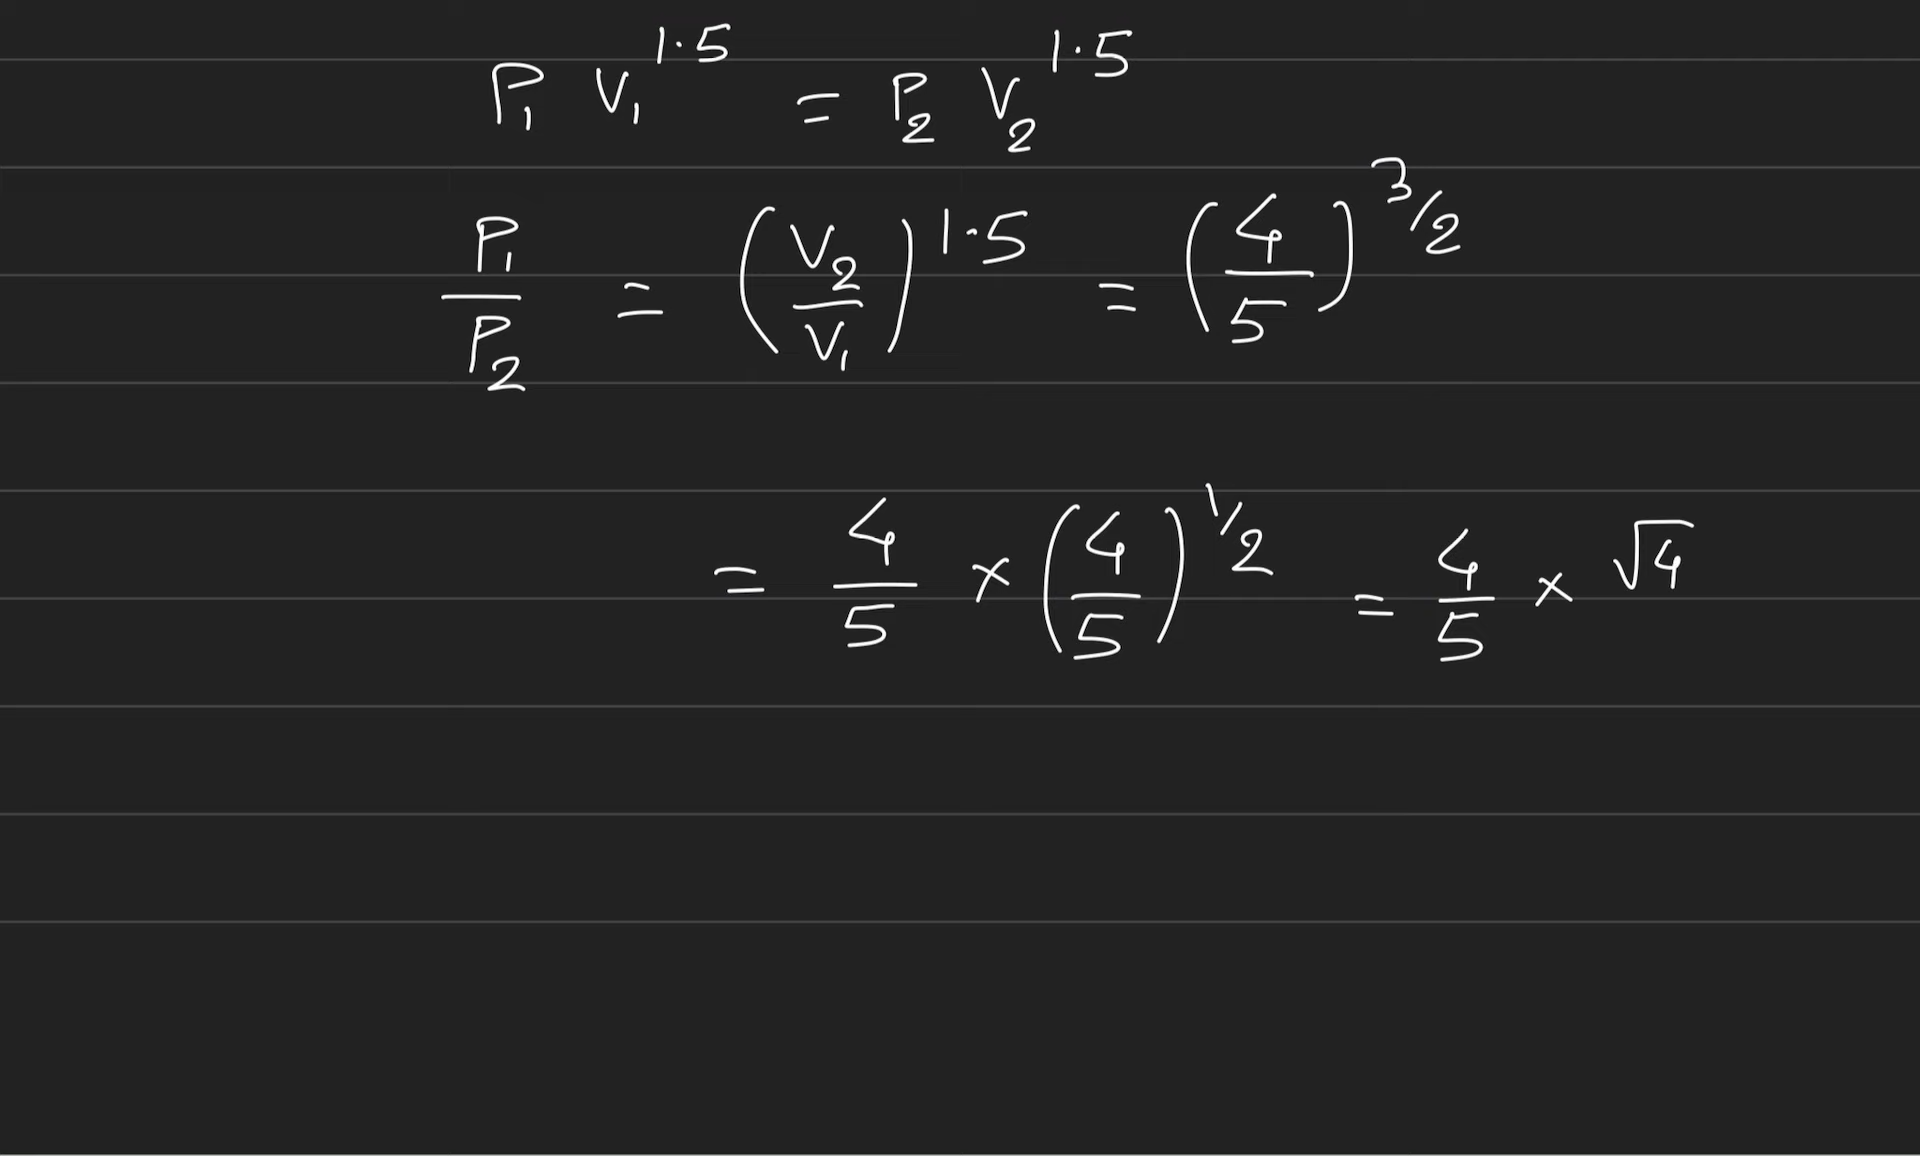 P₁ V₁^1.5 = P₂ V₂^1.5
P₁/P₂ = (V₂/V₁)^1.5 = (4/5)^3/2
= 4/5 × (4/5)^1/2 = 4/5 × √4